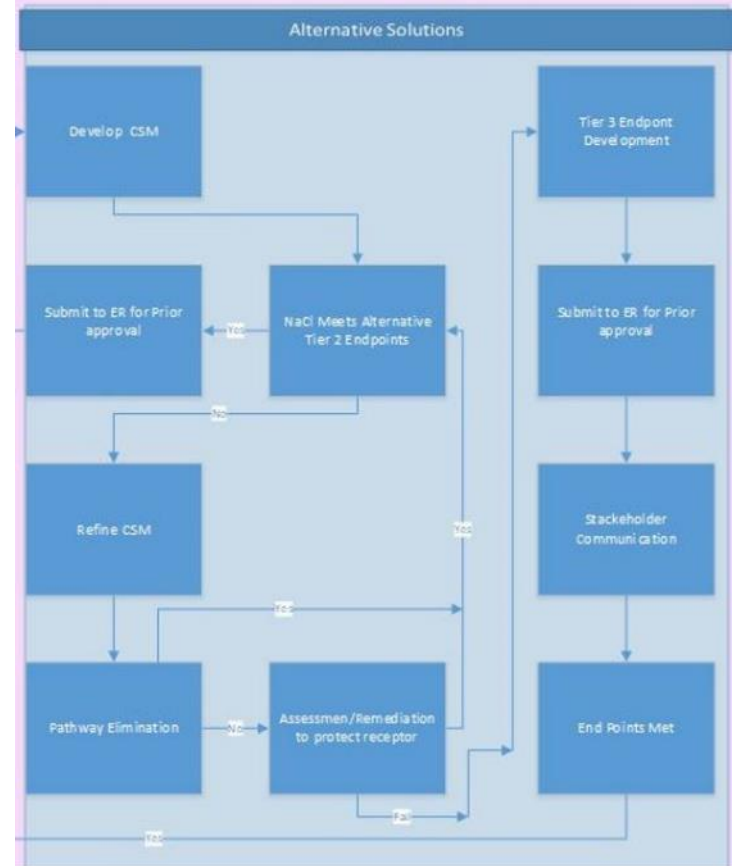 Alternative Solutions
Develop CSM
Tier 3 Endpont
Development
Submit to ER for Prior
approval
Yes
NaCl Meets Alternative
Tier 2 Endpoints
Submit to ER for Prior
approval
No
Refine CSM
Yes
Stackeholder
Communication
Yes
Pathway Elimination
No
Assessmen/Remediation
to protect receptor
End Points Met
Fail
Yes